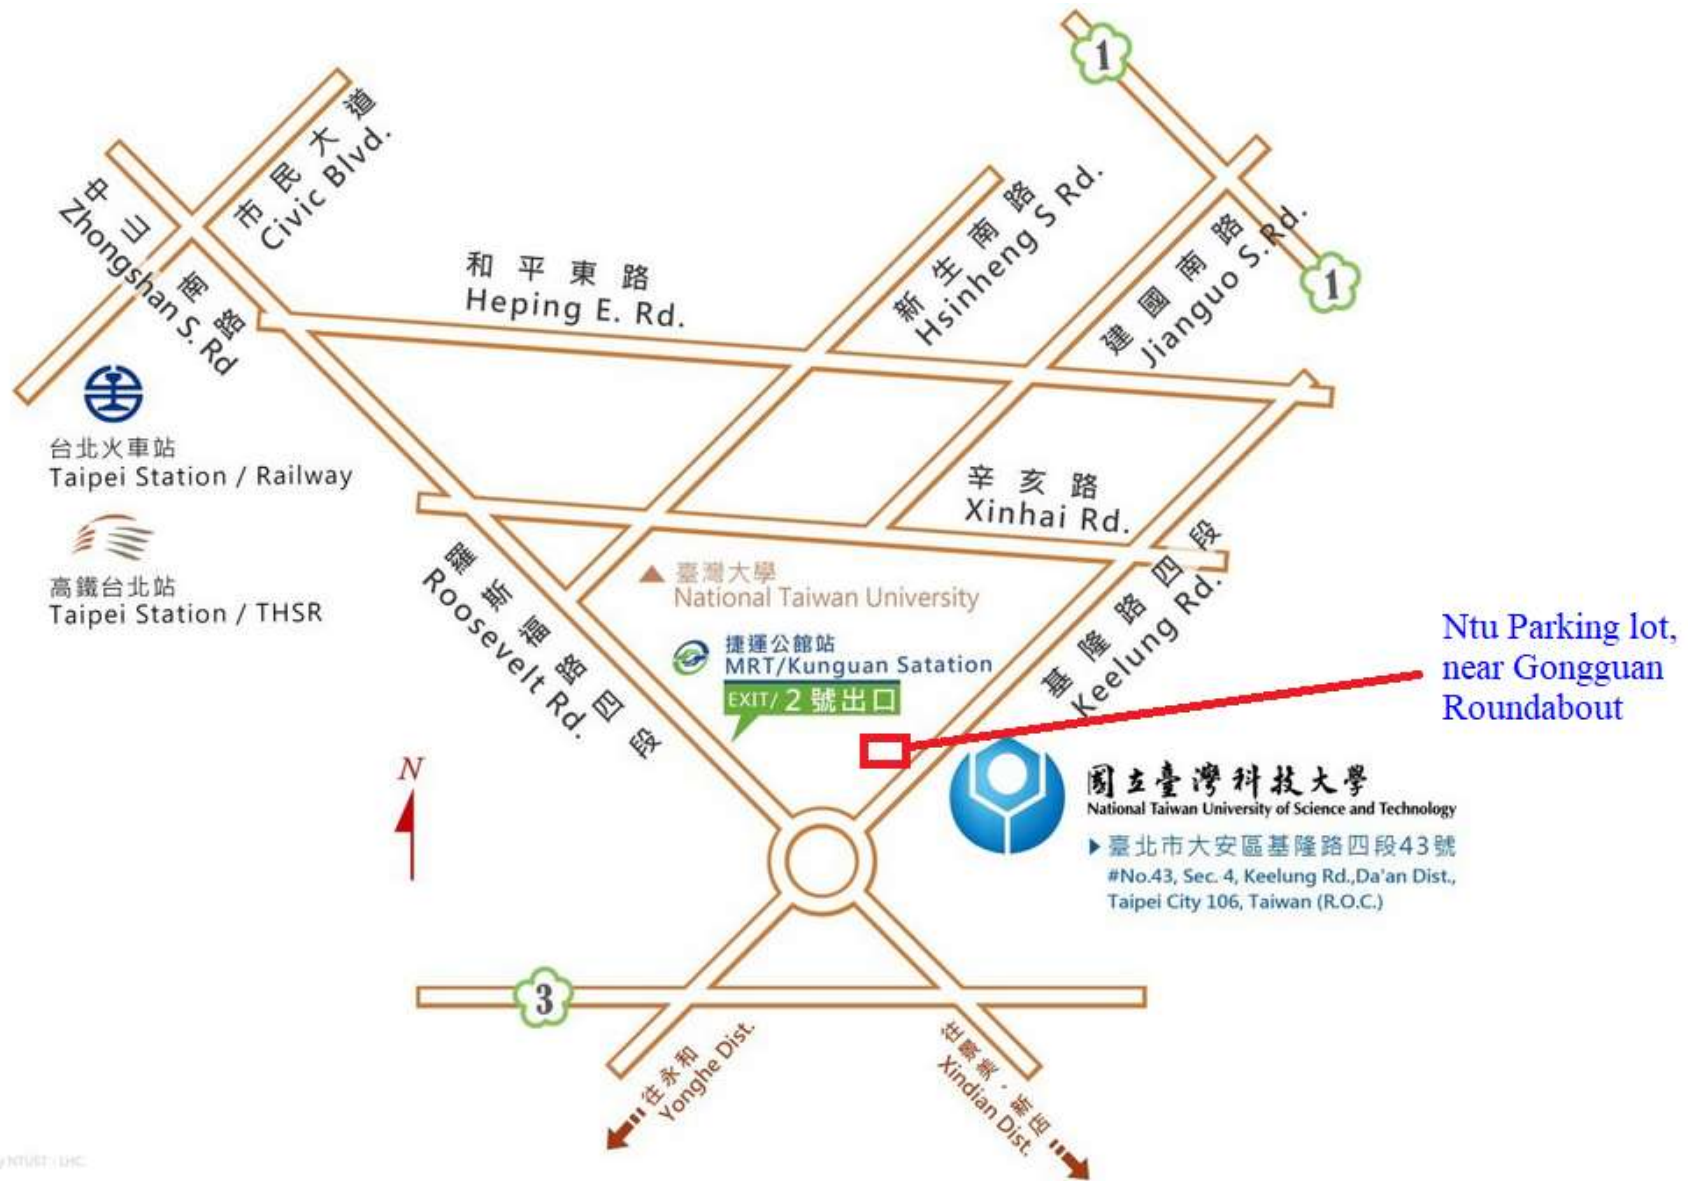 1
市民大道
Civic Blvd.
中山南路
Zhongshan S. Rd
和平東路
Heping E. Rd.
新生南路
Hsinheng S Rd.
建國南路
Jianguo S. Rd.
1
台北火車站
Taipei Station / Railway
高鐵台北站
Taipei Station / THSR
辛亥路
Xinhai Rd.
羅斯福路四段
Roosevelt Rd.
臺灣大學
National Taiwan University
捷運公館站
MRT/Kunguan Satation
EXIT/ 2 號出口
基隆路四段
Keelung Rd.
Ntu Parking lot,
near Gongguan
Roundabout
N
國立臺灣科技大學
National Taiwan University of Science and Technology
臺北市大安區基隆路四段43號
#No.43, Sec. 4, Keelung Rd.,Da'an Dist.,
Taipei City 106, Taiwan (R.O.C.)
3
往永和
Yonghe Dist.
往景美，新店
Xindian Dist.